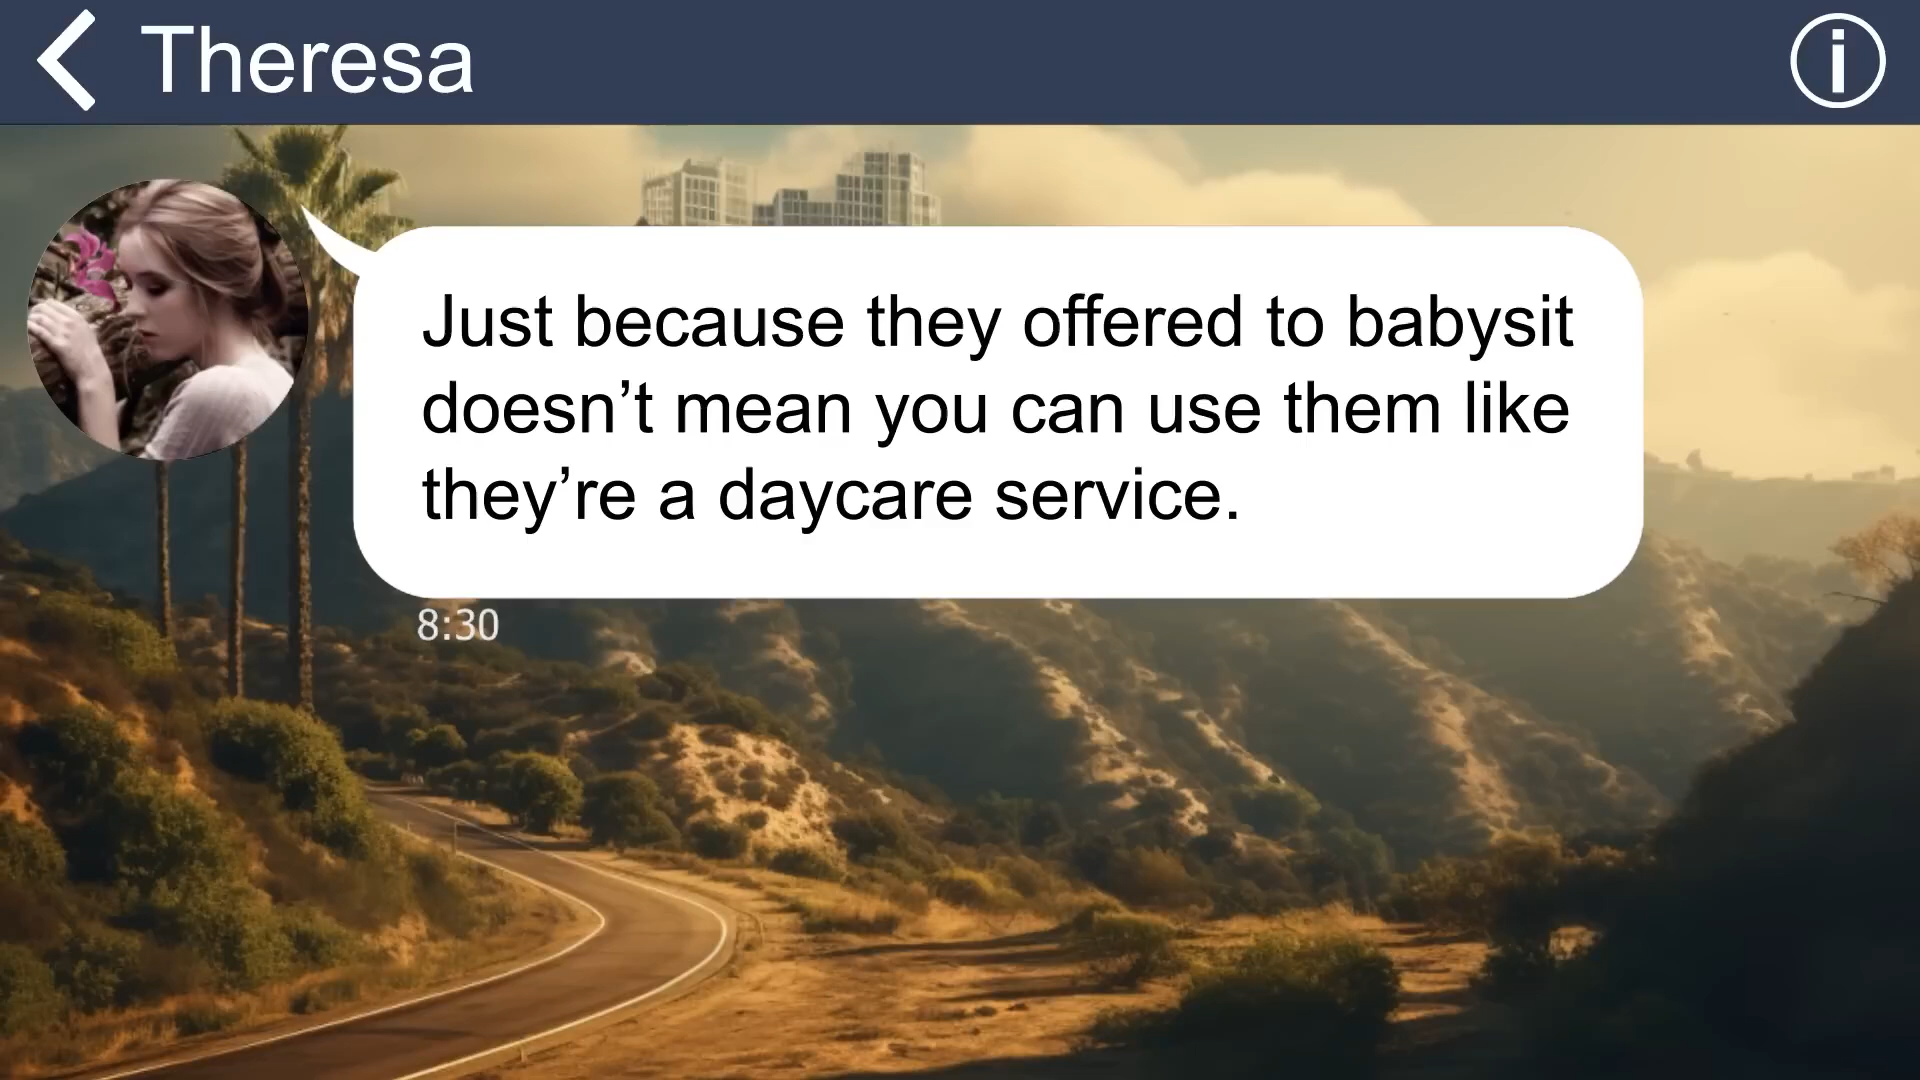 Theresa
Just because they offered to babysit
doesn’t mean you can use them like
they’re a daycare service.
8:30